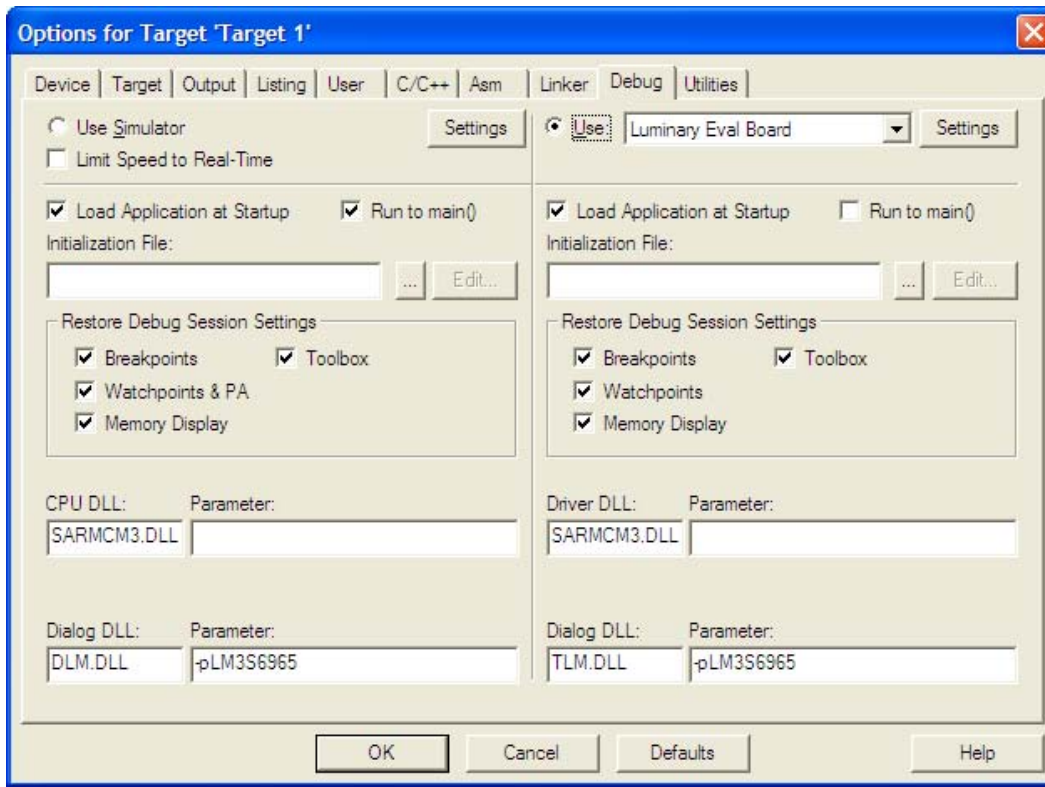 Options for Target 'Target 1'
Device Target Output Listing User C/C++ Asm Linker Debug Utilities
Use Simulator Settings Use: Luminary Eval Board Settings
Limit Speed to Real-Time
Load Application at Startup Run to main() Load Application at Startup Run to main()
Initialization File: Initialization File:
... Edit... ... Edit...
Restore Debug Session Settings Restore Debug Session Settings
Breakpoints Toolbox Breakpoints Toolbox
Watchpoints & PA Watchpoints
Memory Display Memory Display
CPU DLL: Parameter: Driver DLL: Parameter:
SARMCM3.DLL SARMCM3.DLL
Dialog DLL: Parameter: Dialog DLL: Parameter:
DLM.DLL -pLM3S6965 TLM.DLL -pLM3S6965
OK Cancel Defaults Help